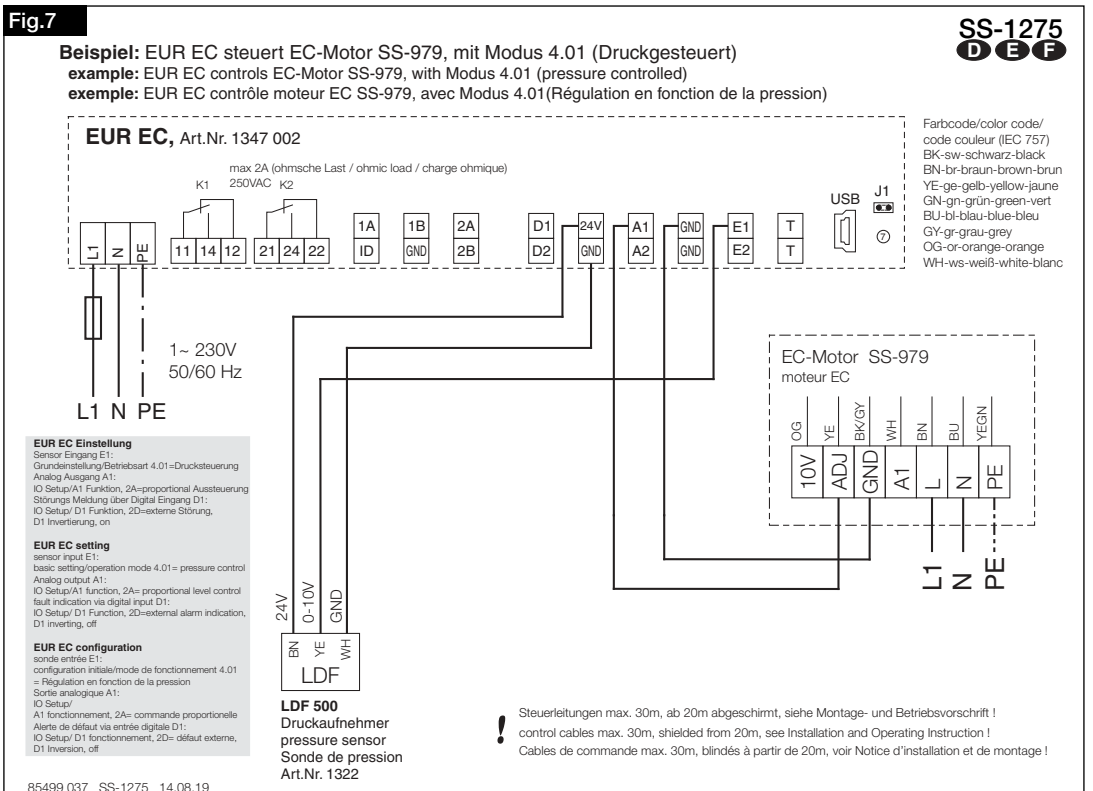 Fig.7
SS-1275
D E F
Beispiel: EUR EC steuert EC-Motor SS-979, mit Modus 4.01 (Druckgesteuert)
example: EUR EC controls EC-Motor SS-979, with Modus 4.01 (pressure controlled)
exemple: EUR EC contrôle moteur EC SS-979, avec Modus 4.01(Régulation en fonction de la pression)
EUR EC, Art.Nr. 1347 002
max 2A (ohmsche Last / ohmic load / charge ohmique)
250VAC
K1 K2
L1 N PE
11 14 12
21 24 22
1A 1B 2A D1 24V A1 GND E1 T
ID GND 2B D2 GND A2 GND E2 T
USB
J1
7
Farbcode/color code/
code couleur (IEC 757)
BK-sw-schwarz-black
BN-br-braun-brown-brun
YE-ge-gelb-yellow-jaune
GN-gn-grün-green-vert
BU-bl-blau-blue-bleu
GY-gr-grau-grey
OG-or-orange-orange
WH-ws-weiß-white-blanc
1~ 230V
50/60 Hz
L1 N PE
EC-Motor SS-979
moteur EC
OG YE BK/GY WH BN BU YEGN
10V ADJ GND A1 L N PE
L1 N PE
EUR EC Einstellung
Sensor Eingang E1:
Grundeinstellung/Betriebsart 4.01=Drucksteuerung
Analog Ausgang A1:
IO Setup/A1 Funktion, 2A=proportional Aussteuerung
Störungs Meldung über Digital Eingang D1:
IO Setup/ D1 Funktion, 2D=externe Störung,
D1 Invertierung, on
EUR EC setting
sensor input E1:
basic setting/operation mode 4.01= pressure control
Analog output A1:
IO Setup/A1 function, 2A= proportional level control
fault indication via digital input D1:
IO Setup/ D1 Function, 2D=external alarm indication,
D1 inverting, off
EUR EC configuration
sonde entrée E1:
configuration initiale/mode de fonctionnement 4.01
= Régulation en fonction de la pression
Sortie analogique A1:
IO Setup/
A1 fonctionnement, 2A= commande proportionelle
Alerte de défaut via entrée digitale D1:
IO Setup/ D1 fonctionnement, 2D= défaut externe,
D1 Inversion, off
24V 0-10V GND
BN YE WH
LDF
LDF 500
Druckaufnehmer
pressure sensor
Sonde de pression
Art.Nr. 1322
! Steuerleitungen max. 30m, ab 20m abgeschirmt, siehe Montage- und Betriebsvorschrift !
control cables max. 30m, shielded from 20m, see Installation and Operating Instruction !
Cables de commande max. 30m, blindés à partir de 20m, voir Notice d'installation et de montage !
85499 037 SS-1275 14.08.19